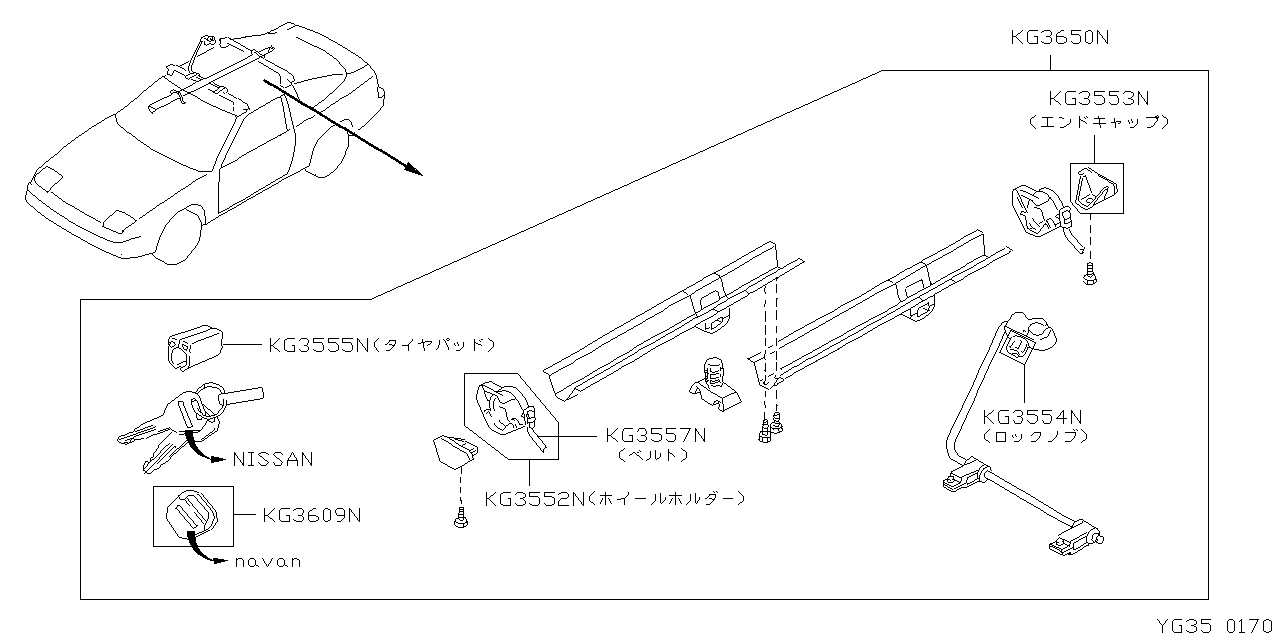 KG3650N
KG3553N
(エンドキャップ)
KG3555N(タイヤパッド)
KG3554N
(ロックノブ)
KG3557N
(ベルト)
NISSAN
KG3552N(ホイールホルダー)
KG3609N
navan
YG35 0170